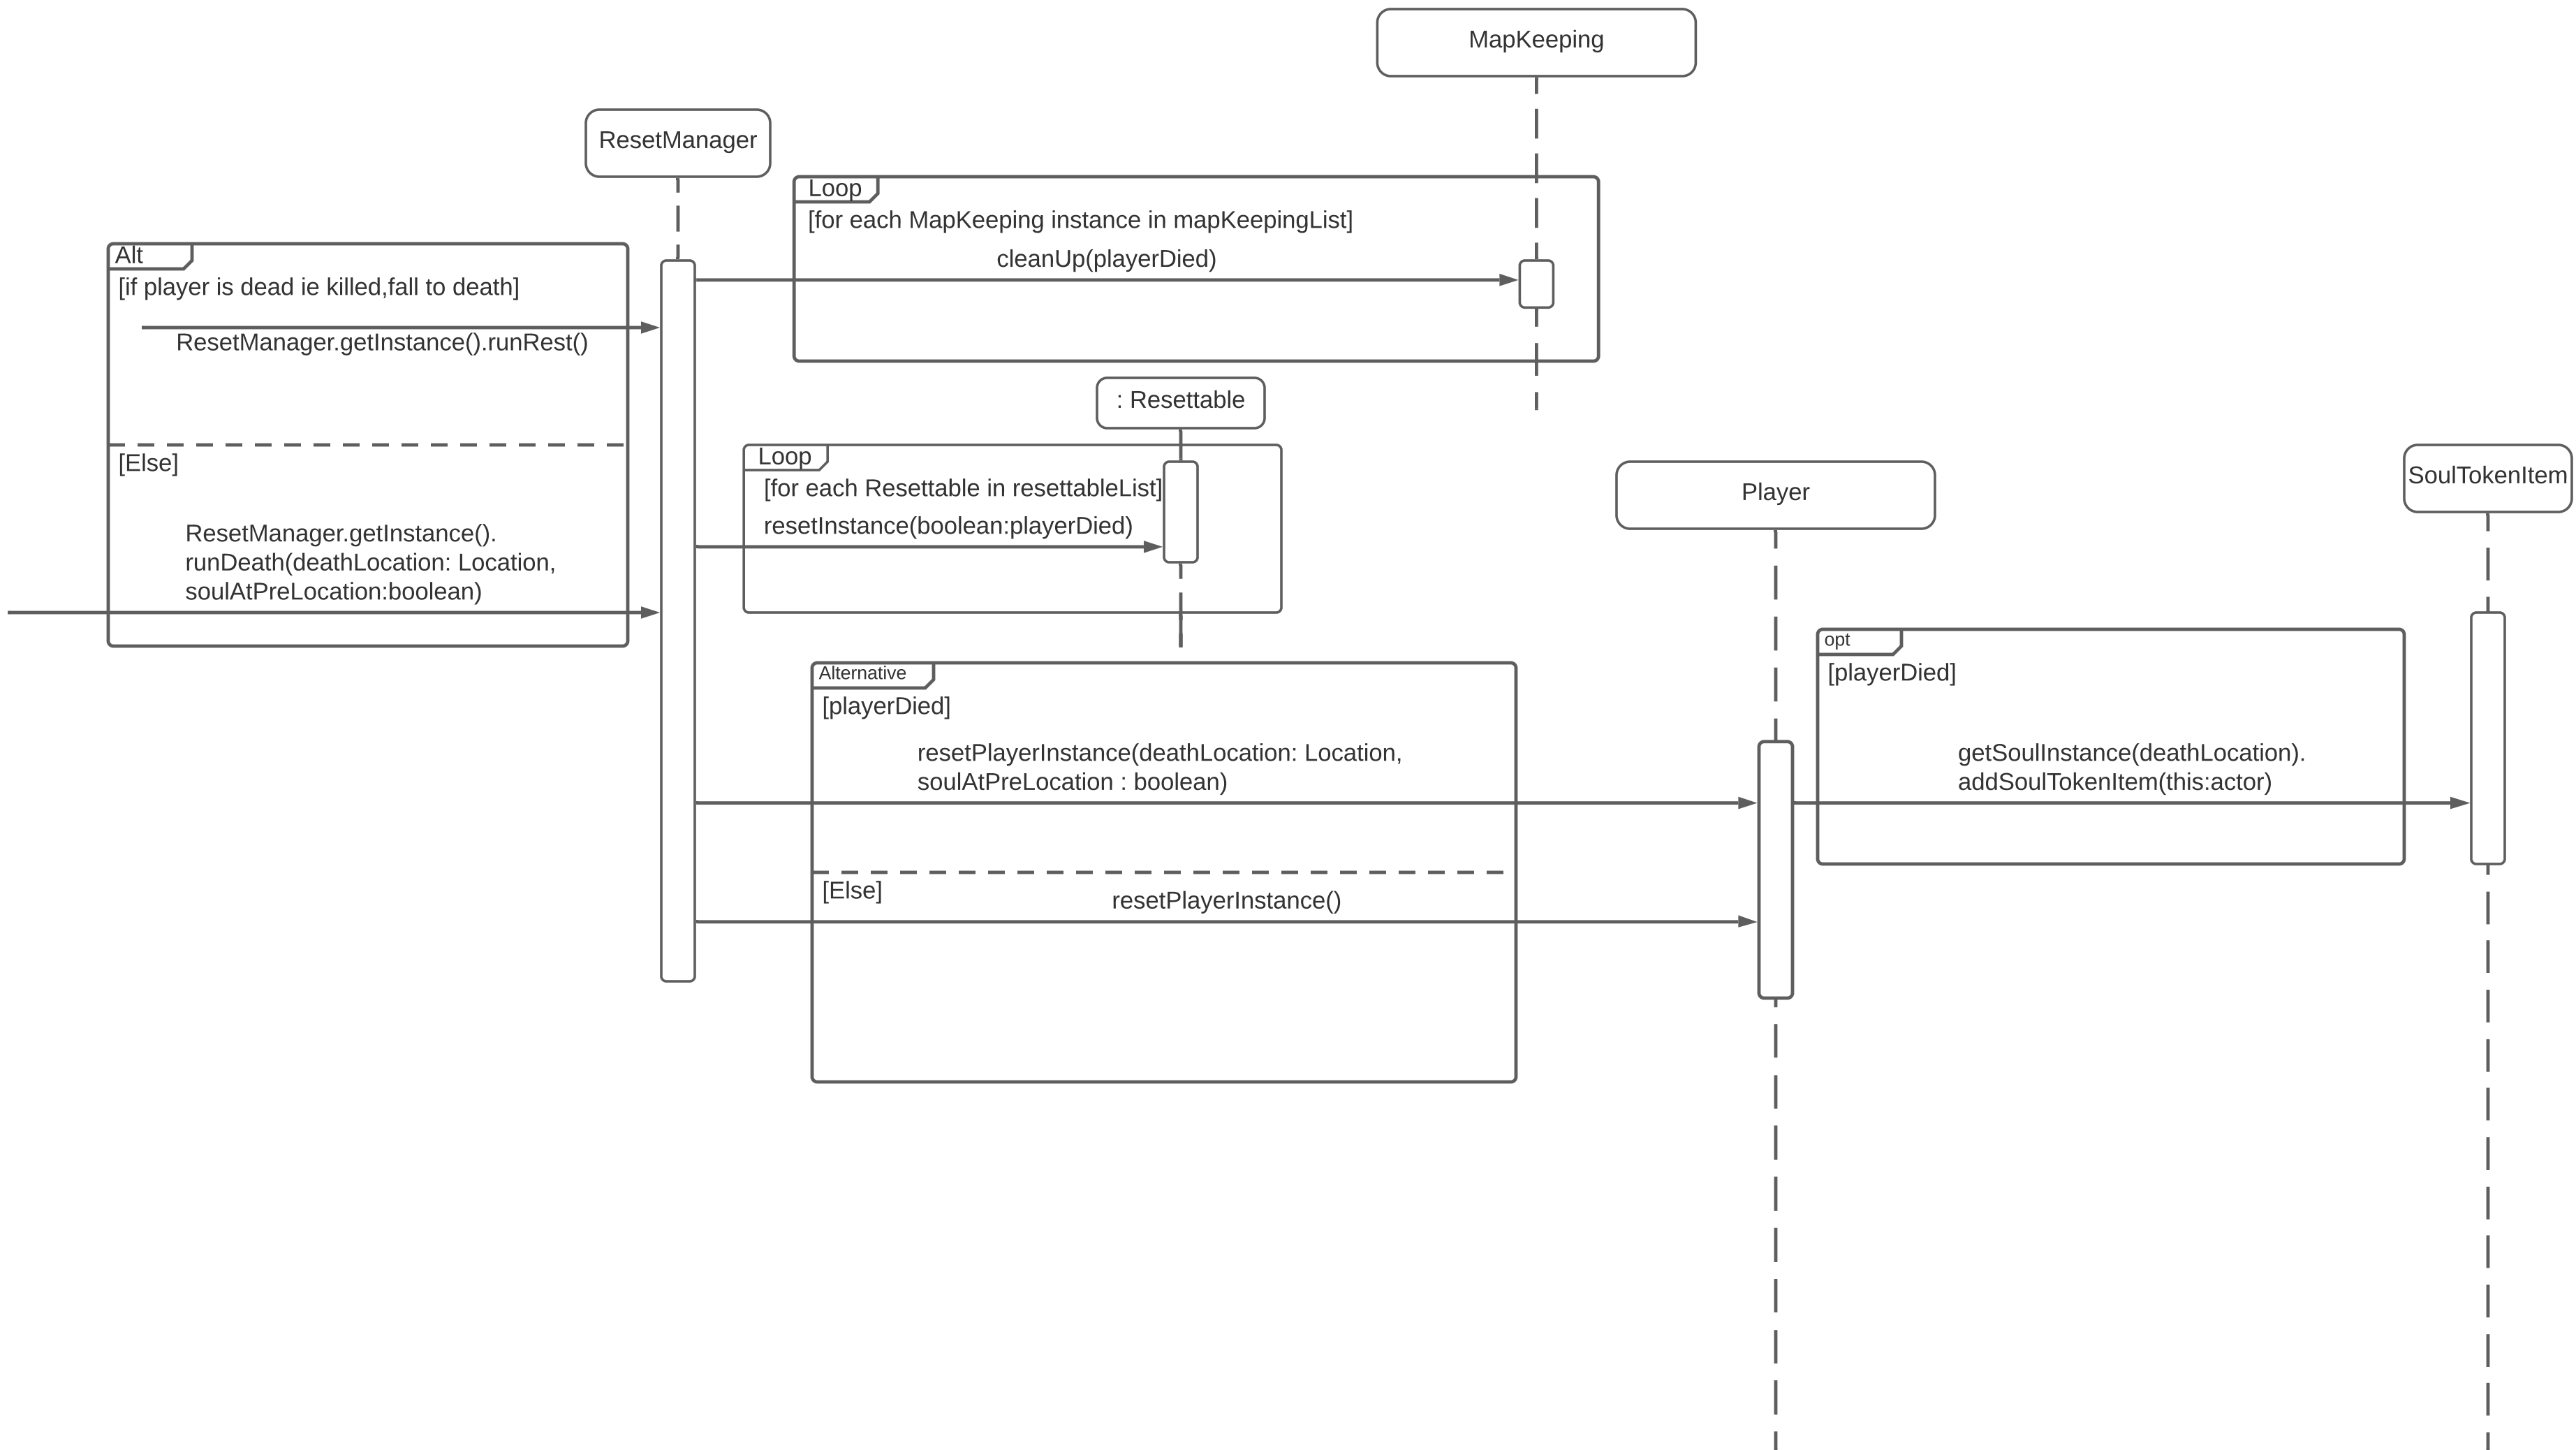 MapKeeping
ResetManager
Loop
[for each MapKeeping instance in mapKeepingList]
cleanUp(playerDied)
Alt
[if player is dead ie killed,fall to death]
ResetManager.getInstance().runRest()
: Resettable
[Else]
Loop
[for each Resettable in resettableList]
resetInstance(boolean:playerDied)
Player
SoulTokenItem
ResetManager.getInstance().
runDeath(deathLocation: Location,
soulAtPreLocation:boolean)
Alternative
[playerDied]
resetPlayerInstance(deathLocation: Location,
soulAtPreLocation : boolean)
opt
[playerDied]
getSoulInstance(deathLocation).
addSoulTokenItem(this:actor)
[Else]
resetPlayerInstance()